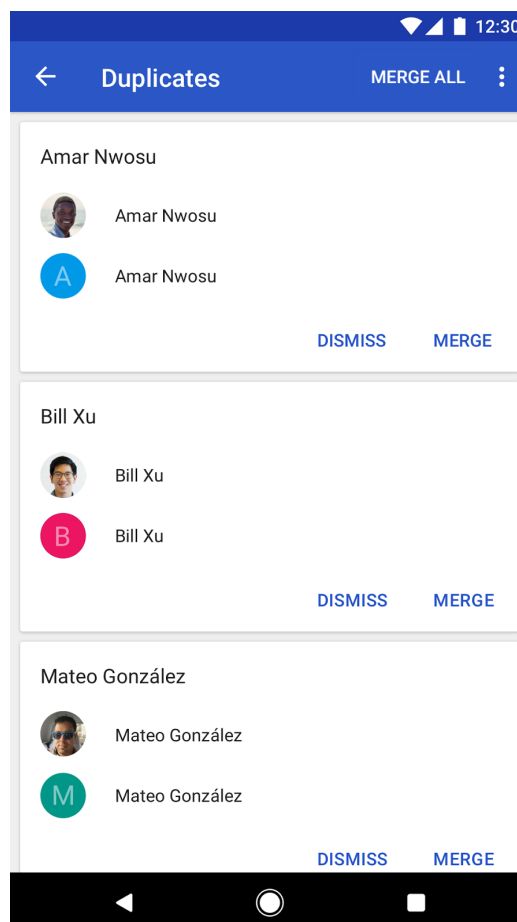 12:30
Duplicates MERGE ALL
Amar Nwosu
Amar Nwosu
A Amar Nwosu
DISMISS MERGE
Bill Xu
Bill Xu
B Bill Xu
DISMISS MERGE
Mateo González
Mateo González
M Mateo González
DISMISS MERGE